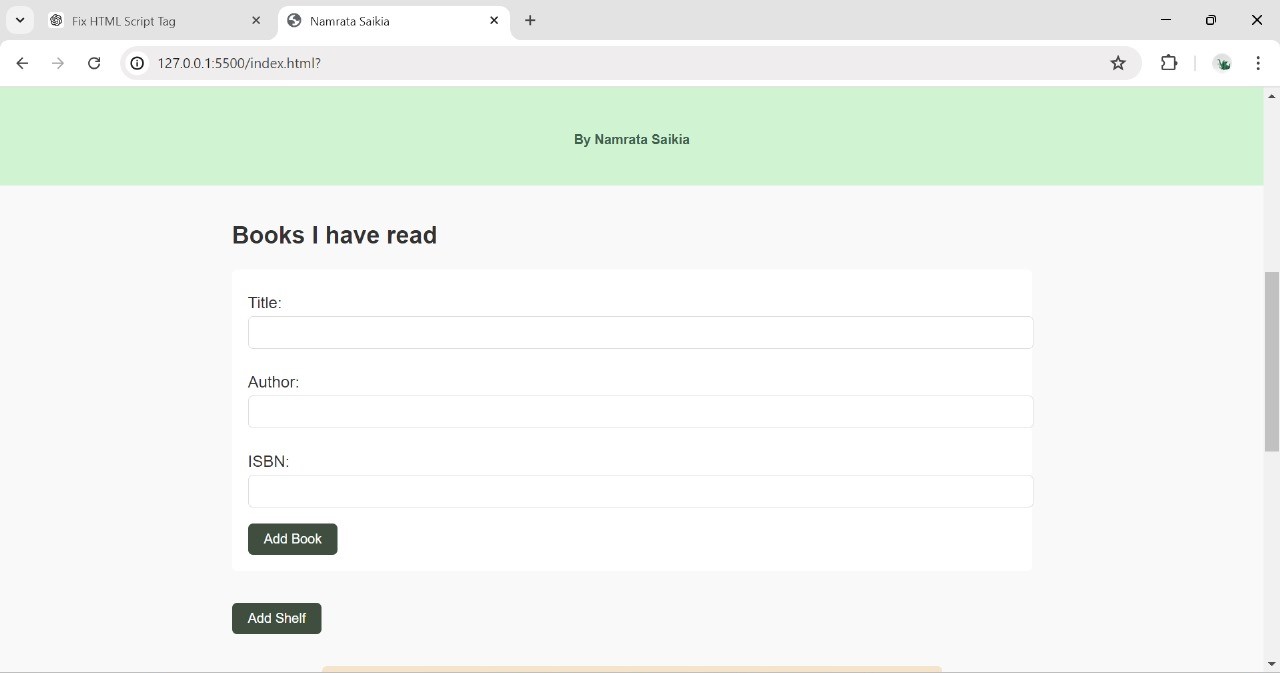 Fix HTML Script Tag
Namrata Saikia
127.0.0.1:5500/index.html?
By Namrata Saikia
Books I have read
Title:
Author:
ISBN:
Add Book
Add Shelf